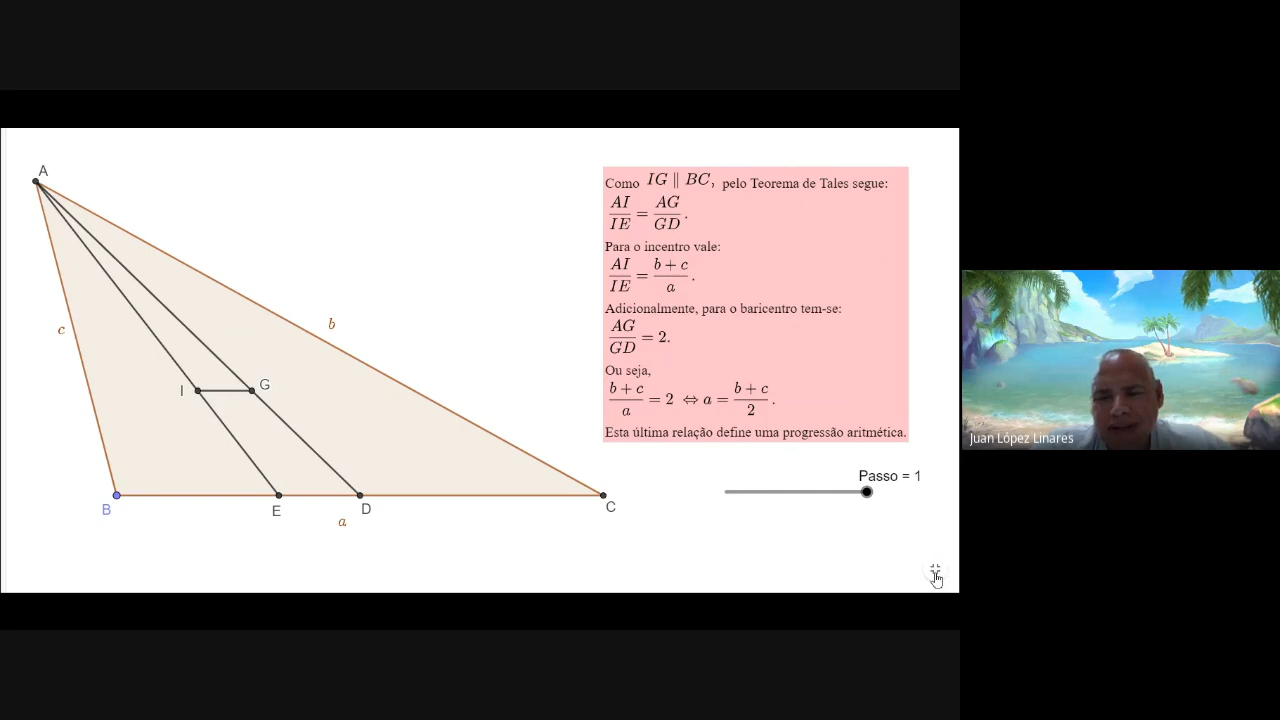 A
Como IG ∥ BC, pelo Teorema de Tales segue:
AI/IE = AG/GD.
Para o incentro vale:
AI/IE = (b + c)/a.
Adicionalmente, para o baricentro tem-se:
AG/GD = 2.
Ou seja,
(b + c)/a = 2 ⇔ a = (b + c)/2.
Esta última relação define uma progressão aritmética.
c
b
I
G
B
E
a
D
C
Passo = 1
Juan López Linares